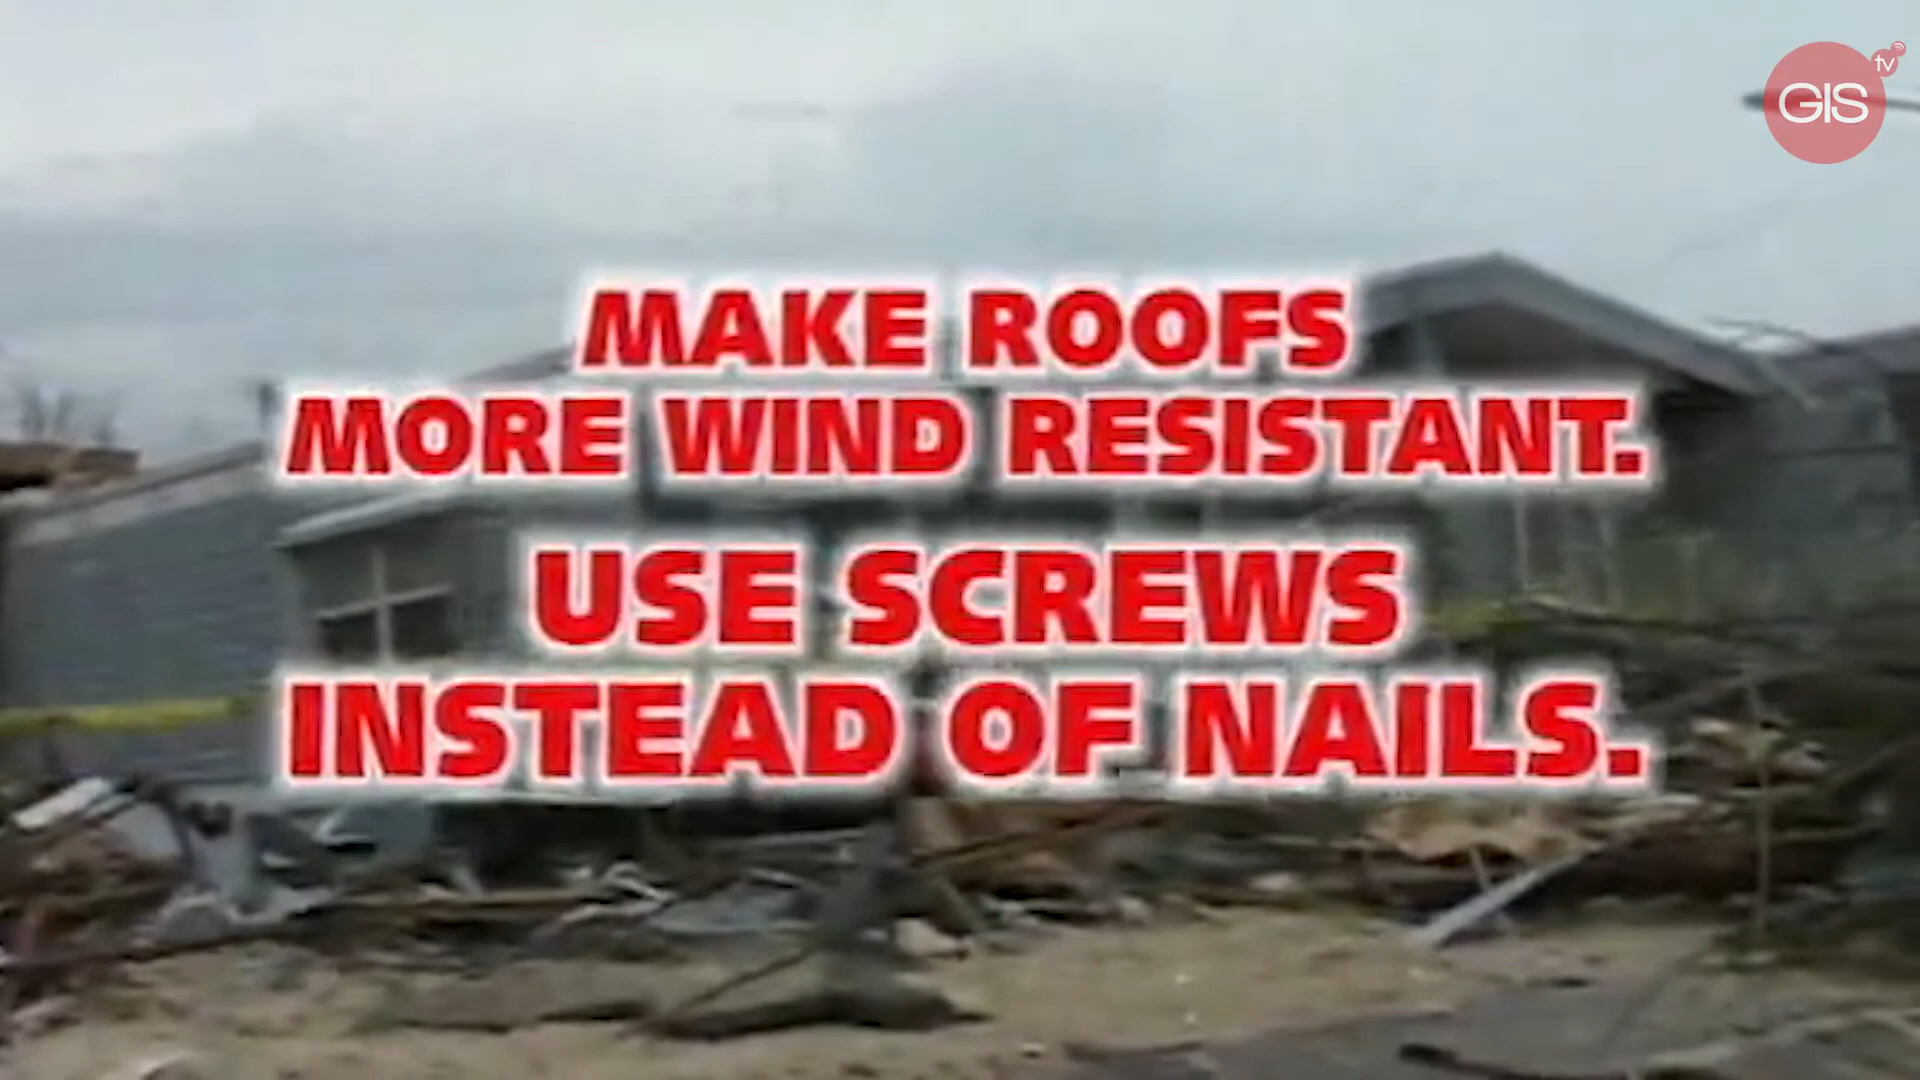 GIS
tv
MAKE ROOFS
MORE WIND RESISTANT.
USE SCREWS
INSTEAD OF NAILS.